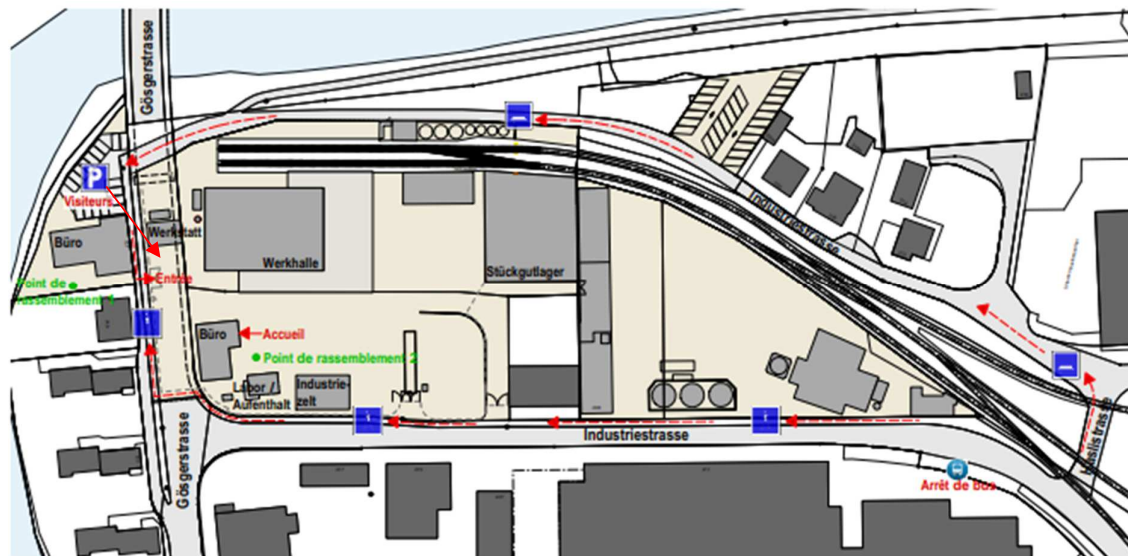 Gösgerstrasse
P
Visiteurs
Werkstatt
Büro
Werkhalle
Stückgutlager
Industriestrasse
Entrée
Point de
rassemblement 1
Büro
Accueil
Point de rassemblement 2
Labor /
Aufenthalt
Industrie-
zelt
Gösgerstrasse
Industriestrasse
Haslistrasse
Arrêt de bus